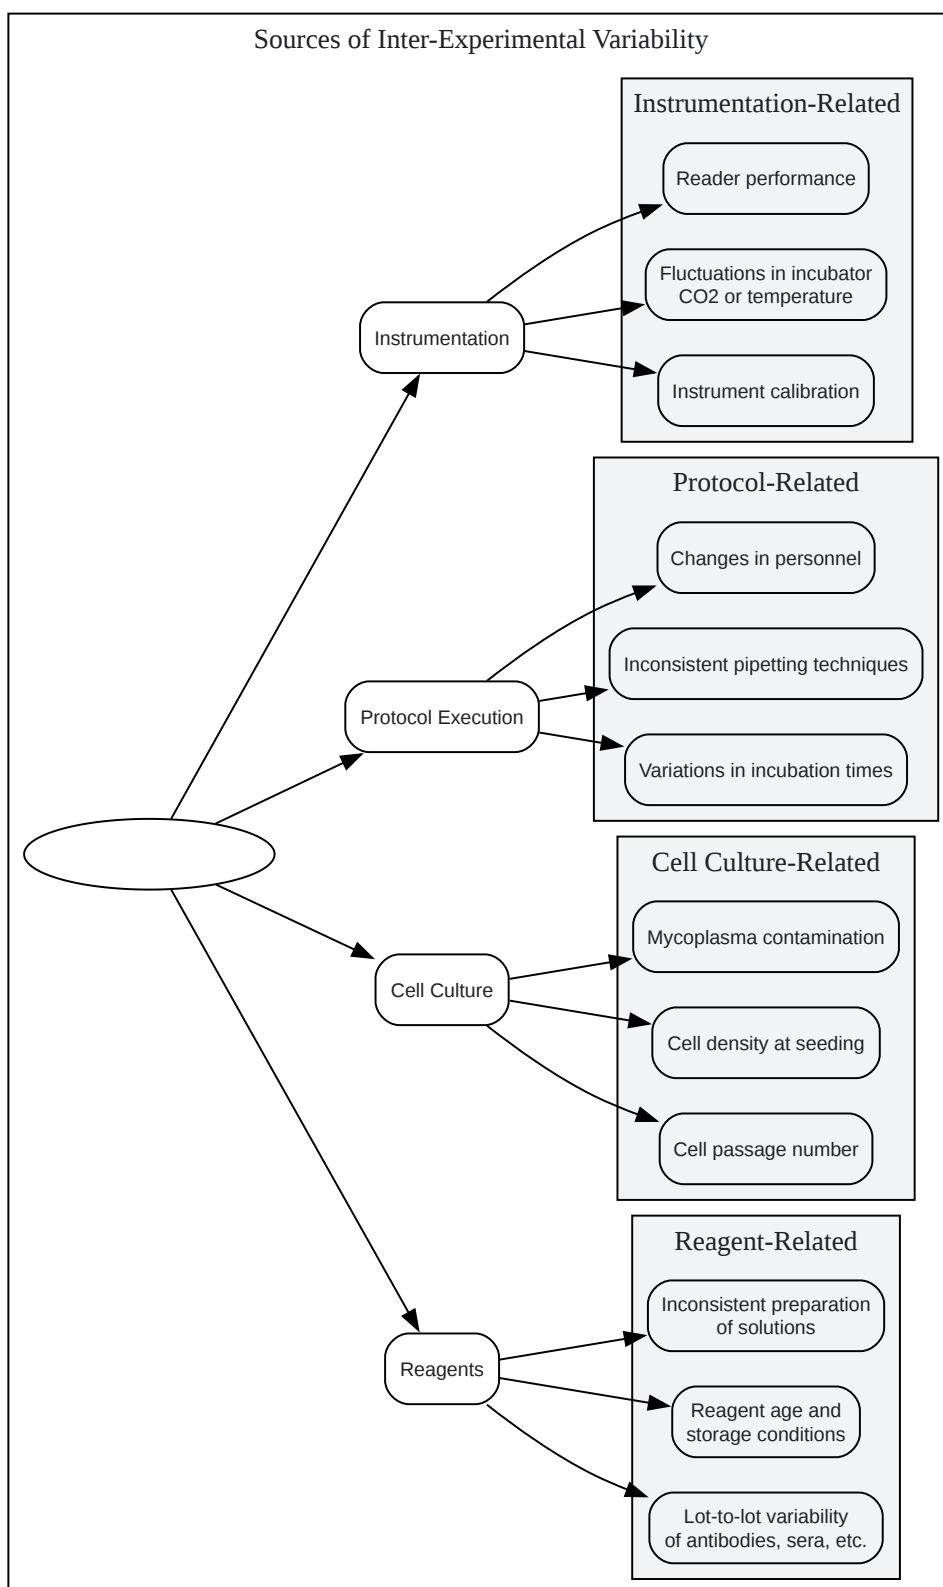 Sources of Inter-Experimental Variability
Instrumentation-Related
Reader performance
Fluctuations in incubator
CO2 or temperature
Instrumentation
Instrument calibration
Protocol-Related
Changes in personnel
Inconsistent pipetting techniques
Protocol Execution
Variations in incubation times
Cell Culture-Related
Mycoplasma contamination
Cell Culture
Cell density at seeding
Cell passage number
Reagent-Related
Inconsistent preparation
of solutions
Reagents
Reagent age and
storage conditions
Lot-to-lot variability
of antibodies, sera, etc.